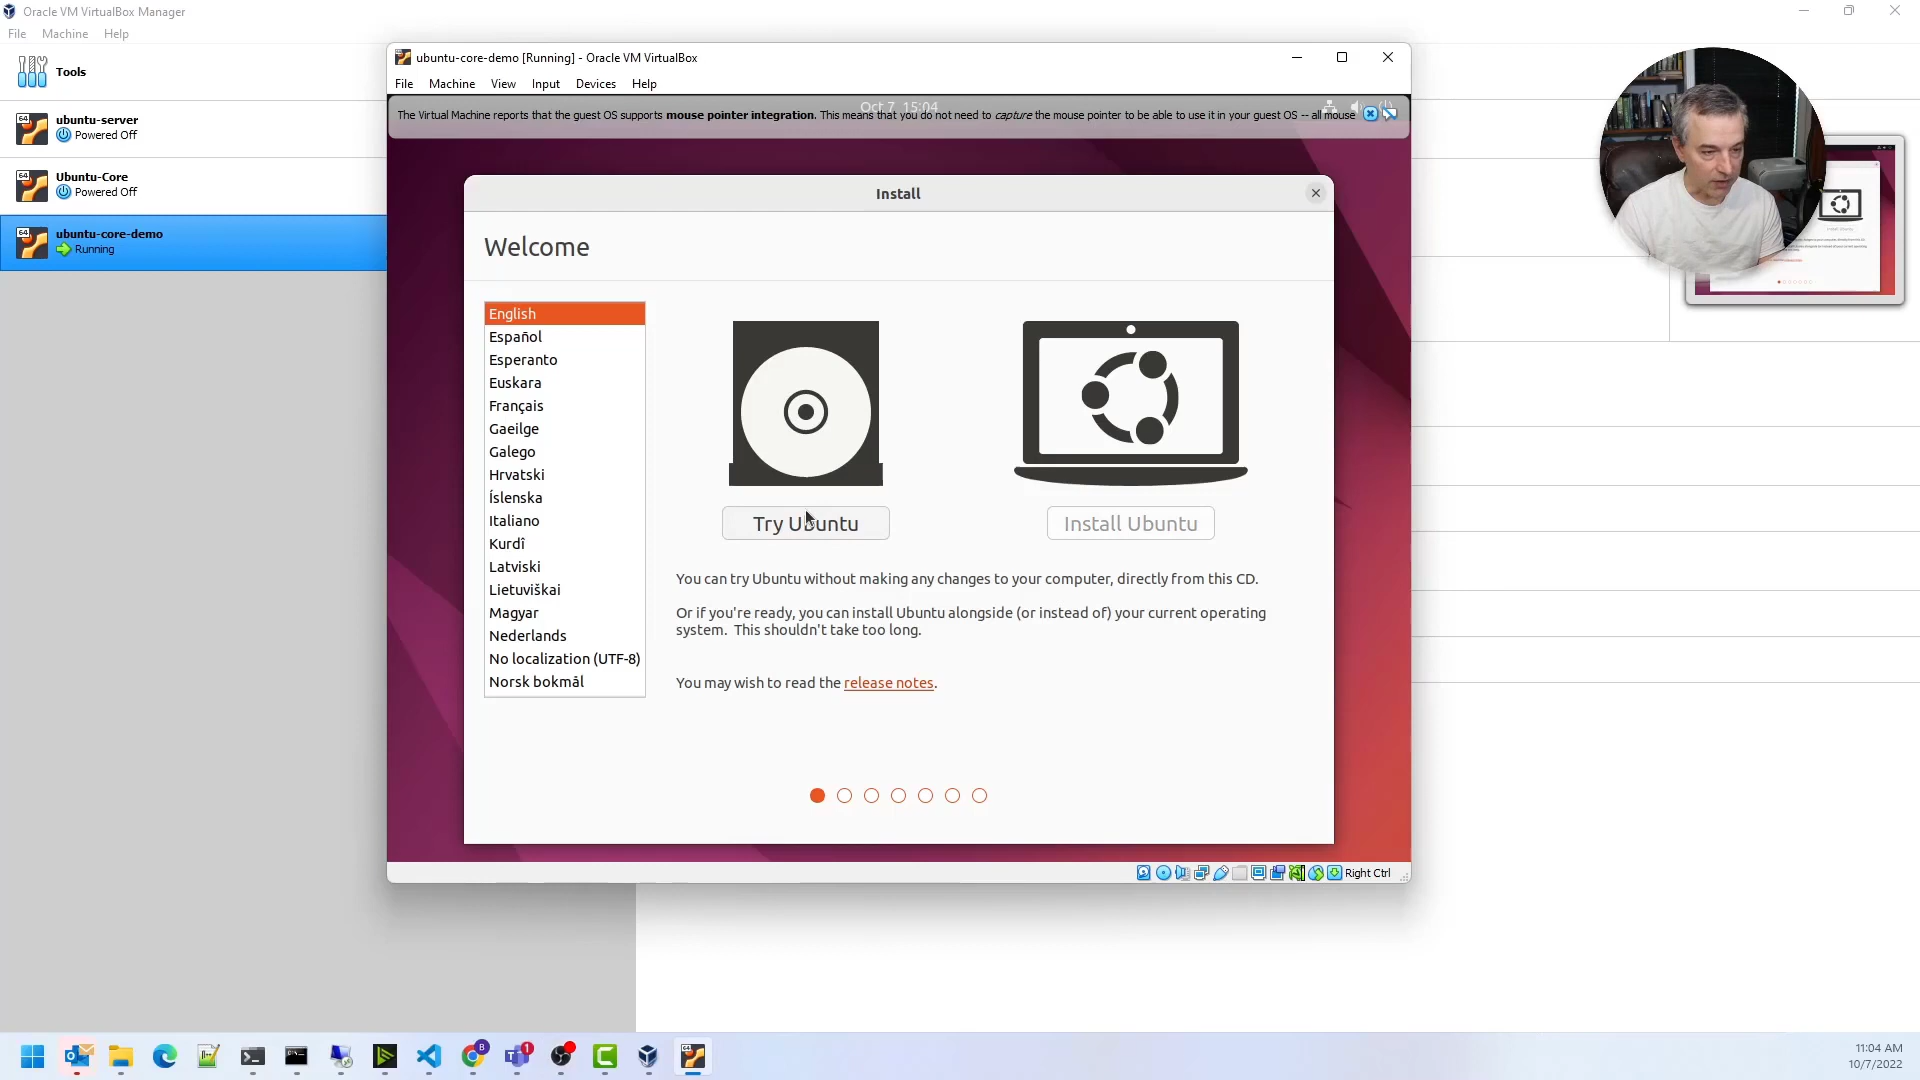 Oracle VM VirtualBox Manager
File Machine Help
Tools
64
ubuntu-server
Powered Off
64
Ubuntu-Core
Powered Off
64
ubuntu-core-demo
Running
ubuntu-core-demo [Running] - Oracle VM VirtualBox
File Machine View Input Devices Help
Oct 7 15:04
The Virtual Machine reports that the guest OS supports mouse pointer integration. This means that you do not need to capture the mouse pointer to be able to use it in your guest OS -- all mouse
Install
Welcome
English
Español
Esperanto
Euskara
Français
Gaeilge
Galego
Hrvatski
Íslenska
Italiano
Kurdî
Latviski
Lietuviškai
Magyar
Nederlands
No localization (UTF-8)
Norsk bokmål
Try Ubuntu
Install Ubuntu
You can try Ubuntu without making any changes to your computer, directly from this CD.
Or if you're ready, you can install Ubuntu alongside (or instead of) your current operating
system. This shouldn't take too long.
You may wish to read the release notes.
Right Ctrl
11:04 AM
10/7/2022